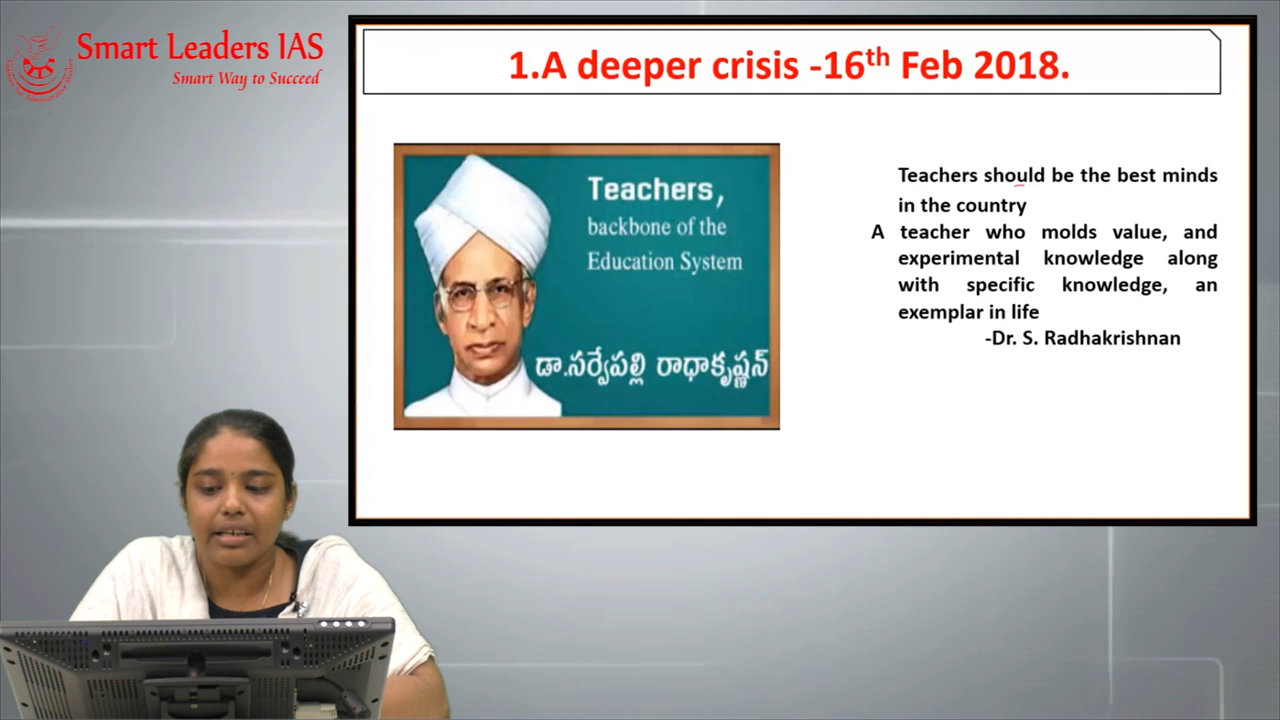 Smart Leaders IAS
Smart Way to Succeed
1.A deeper crisis -16th Feb 2018.
Teachers,
backbone of the
Education System
డా.సర్వేపల్లి రాధాకృష్ణన్
Teachers should be the best minds
in the country
A teacher who molds value, and
experimental knowledge along
with specific knowledge, an
exemplar in life
-Dr. S. Radhakrishnan